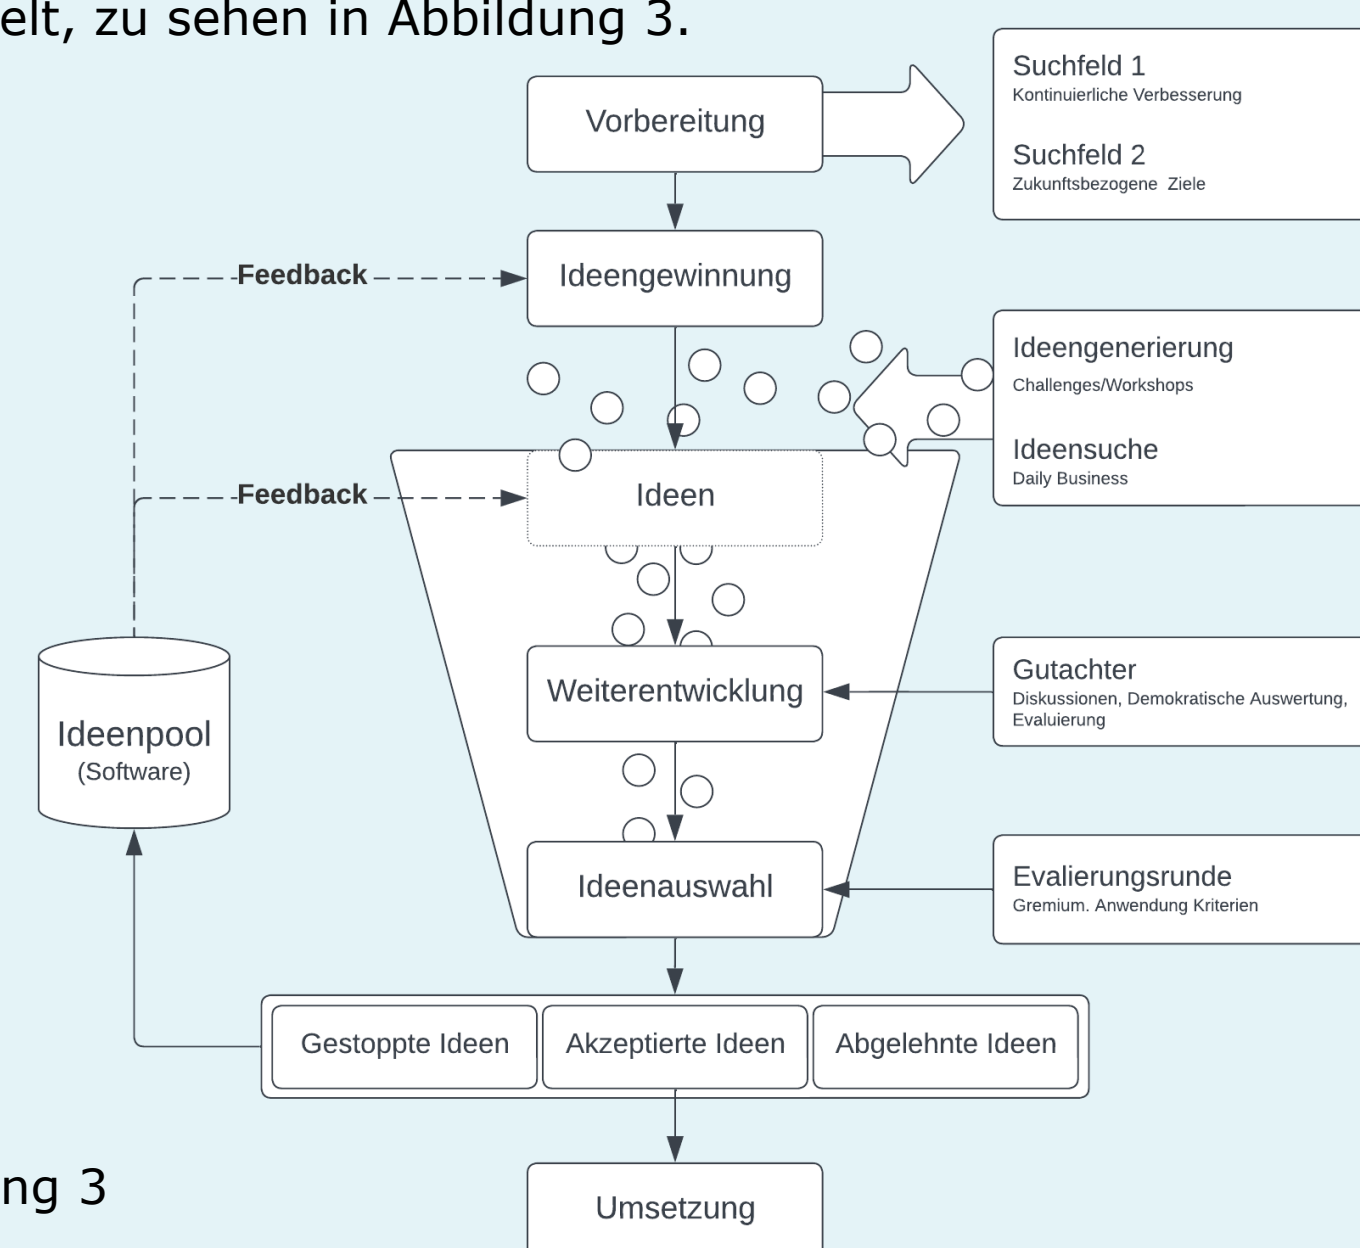 elt, zu sehen in Abbildung 3.
Vorbereitung
Suchfeld 1
Kontinuierliche Verbesserung
Suchfeld 2
Zukunftsbezogene Ziele
Feedback
Ideengewinnung
Ideengenerierung
Challenges/Workshops
Ideensuche
Daily Business
Feedback
Ideen
Ideenpool
(Software)
Weiterentwicklung
Gutachter
Diskussionen, Demokratische Auswertung,
Evaluierung
Ideenauswahl
Evalierungsrunde
Gremium. Anwendung Kriterien
Gestoppte Ideen
Akzeptierte Ideen
Abgelehnte Ideen
ng 3
Umsetzung